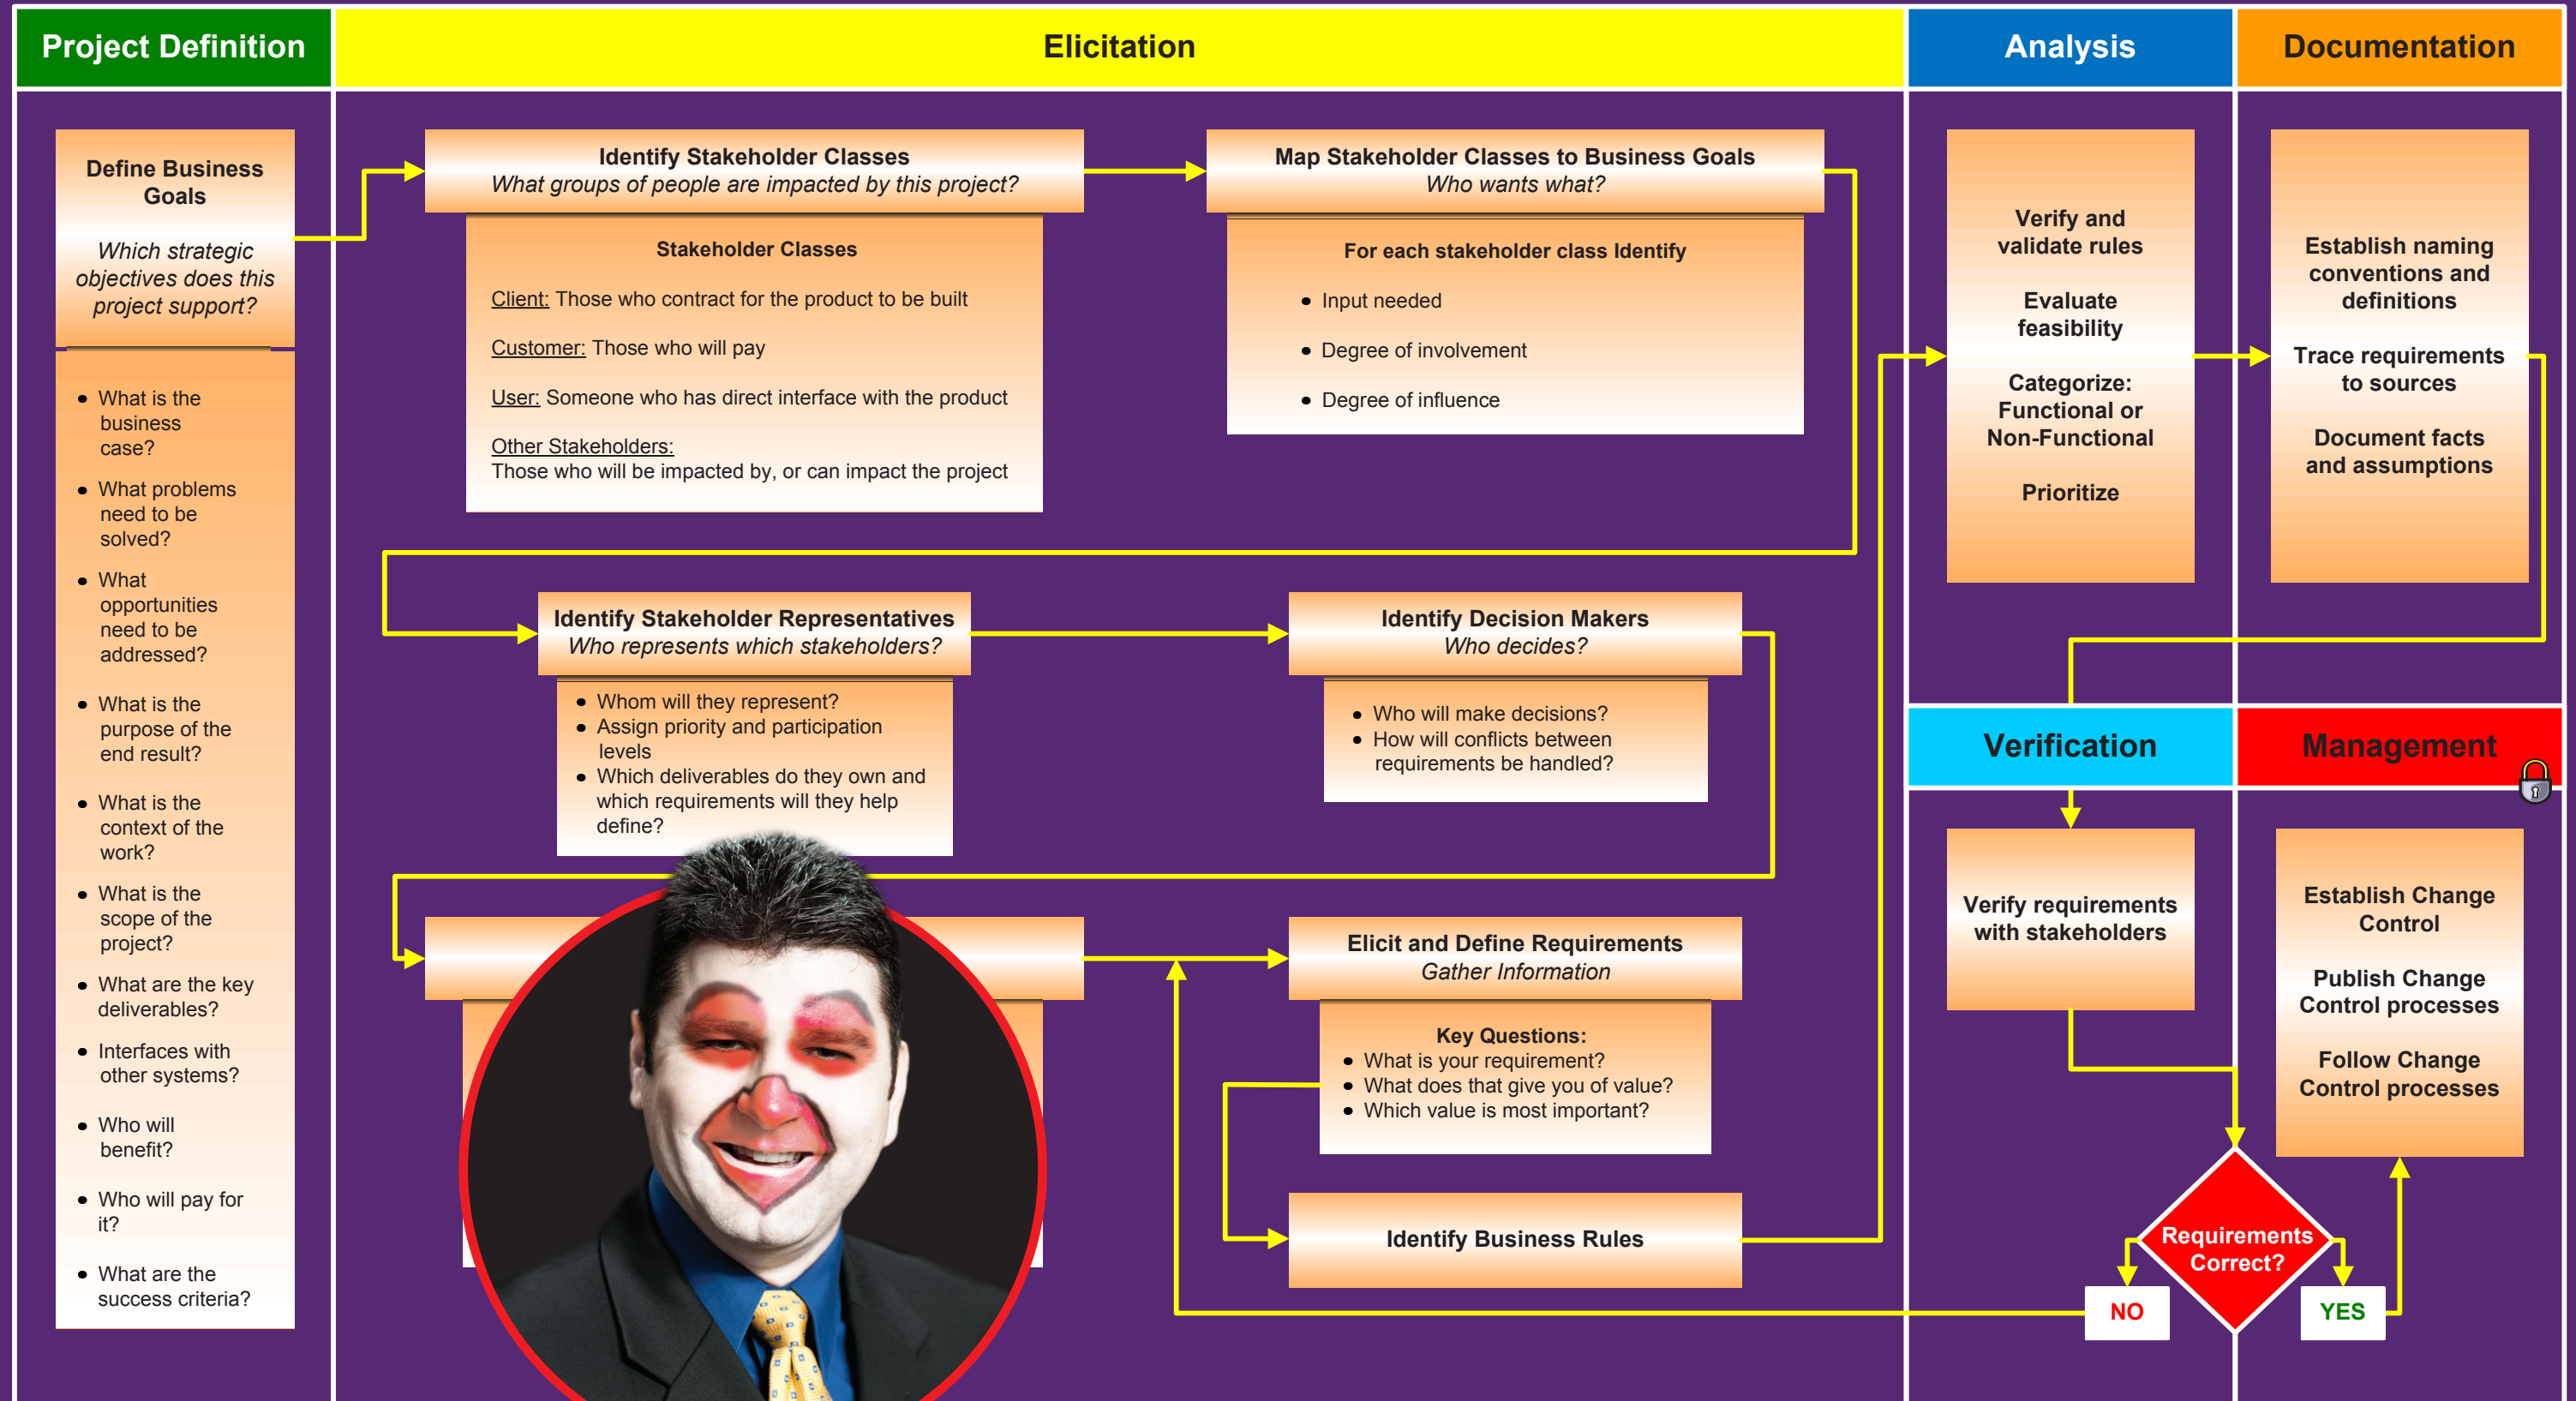 Project Definition
Elicitation
Analysis
Documentation
Define Business
Goals
Which strategic
objectives does this
project support?
• What is the
business
case?
• What problems
need to be
solved?
• What
opportunities
need to be
addressed?
• What is the
purpose of the
end result?
• What is the
context of the
work?
• What is the
scope of the
project?
• What are the key
deliverables?
• Interfaces with
other systems?
• Who will
benefit?
• Who will pay for
it?
• What are the
success criteria?
Identify Stakeholder Classes
What groups of people are impacted by this project?
Stakeholder Classes
Client: Those who contract for the product to be built
Customer: Those who will pay
User: Someone who has direct interface with the product
Other Stakeholders:
Those who will be impacted by, or can impact the project
Map Stakeholder Classes to Business Goals
Who wants what?
For each stakeholder class Identify
• Input needed
• Degree of involvement
• Degree of influence
Identify Stakeholder Representatives
Who represents which stakeholders?
• Whom will they represent?
• Assign priority and participation
levels
• Which deliverables do they own and
which requirements will they help
define?
Identify Decision Makers
Who decides?
• Who will make decisions?
• How will conflicts between
requirements be handled?
Elicit and Define Requirements
Gather Information
Key Questions:
• What is your requirement?
• What does that give you of value?
• Which value is most important?
Identify Business Rules
Verify and
validate rules
Evaluate
feasibility
Categorize:
Functional or
Non-Functional
Prioritize
Establish naming
conventions and
definitions
Trace requirements
to sources
Document facts
and assumptions
Verification
Management
Verify requirements
with stakeholders
Establish Change
Control
Publish Change
Control processes
Follow Change
Control processes
Requirements
Correct?
NO
YES